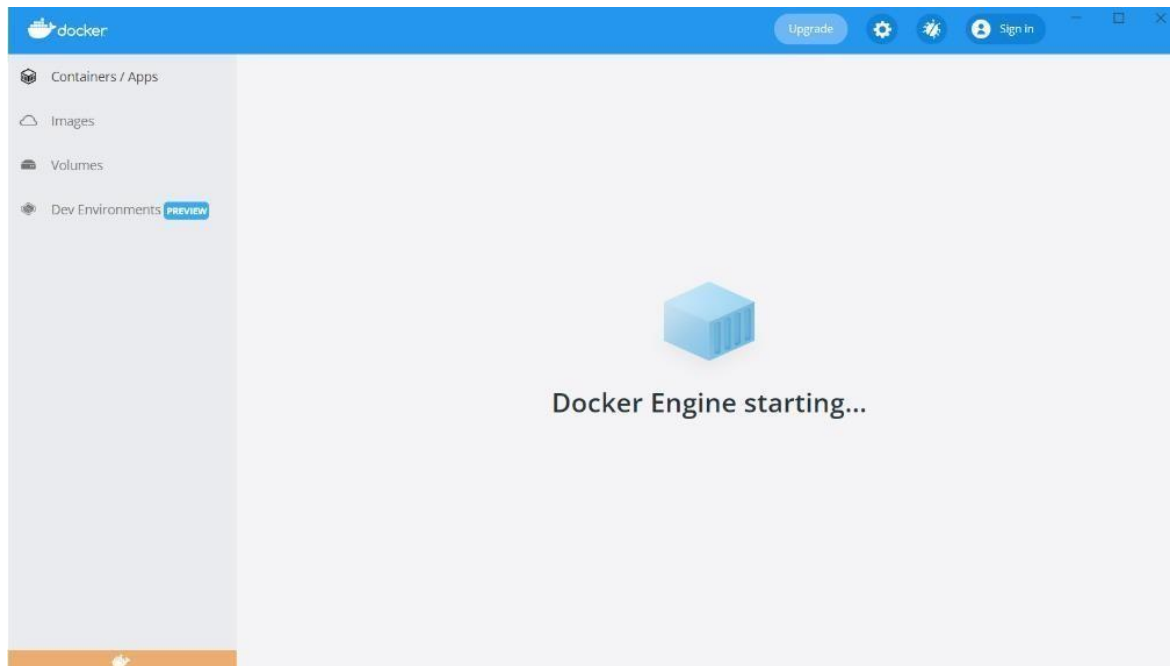 docker
Upgrade
Sign in
Containers / Apps
Images
Volumes
Dev Environments PREVIEW
Docker Engine starting...